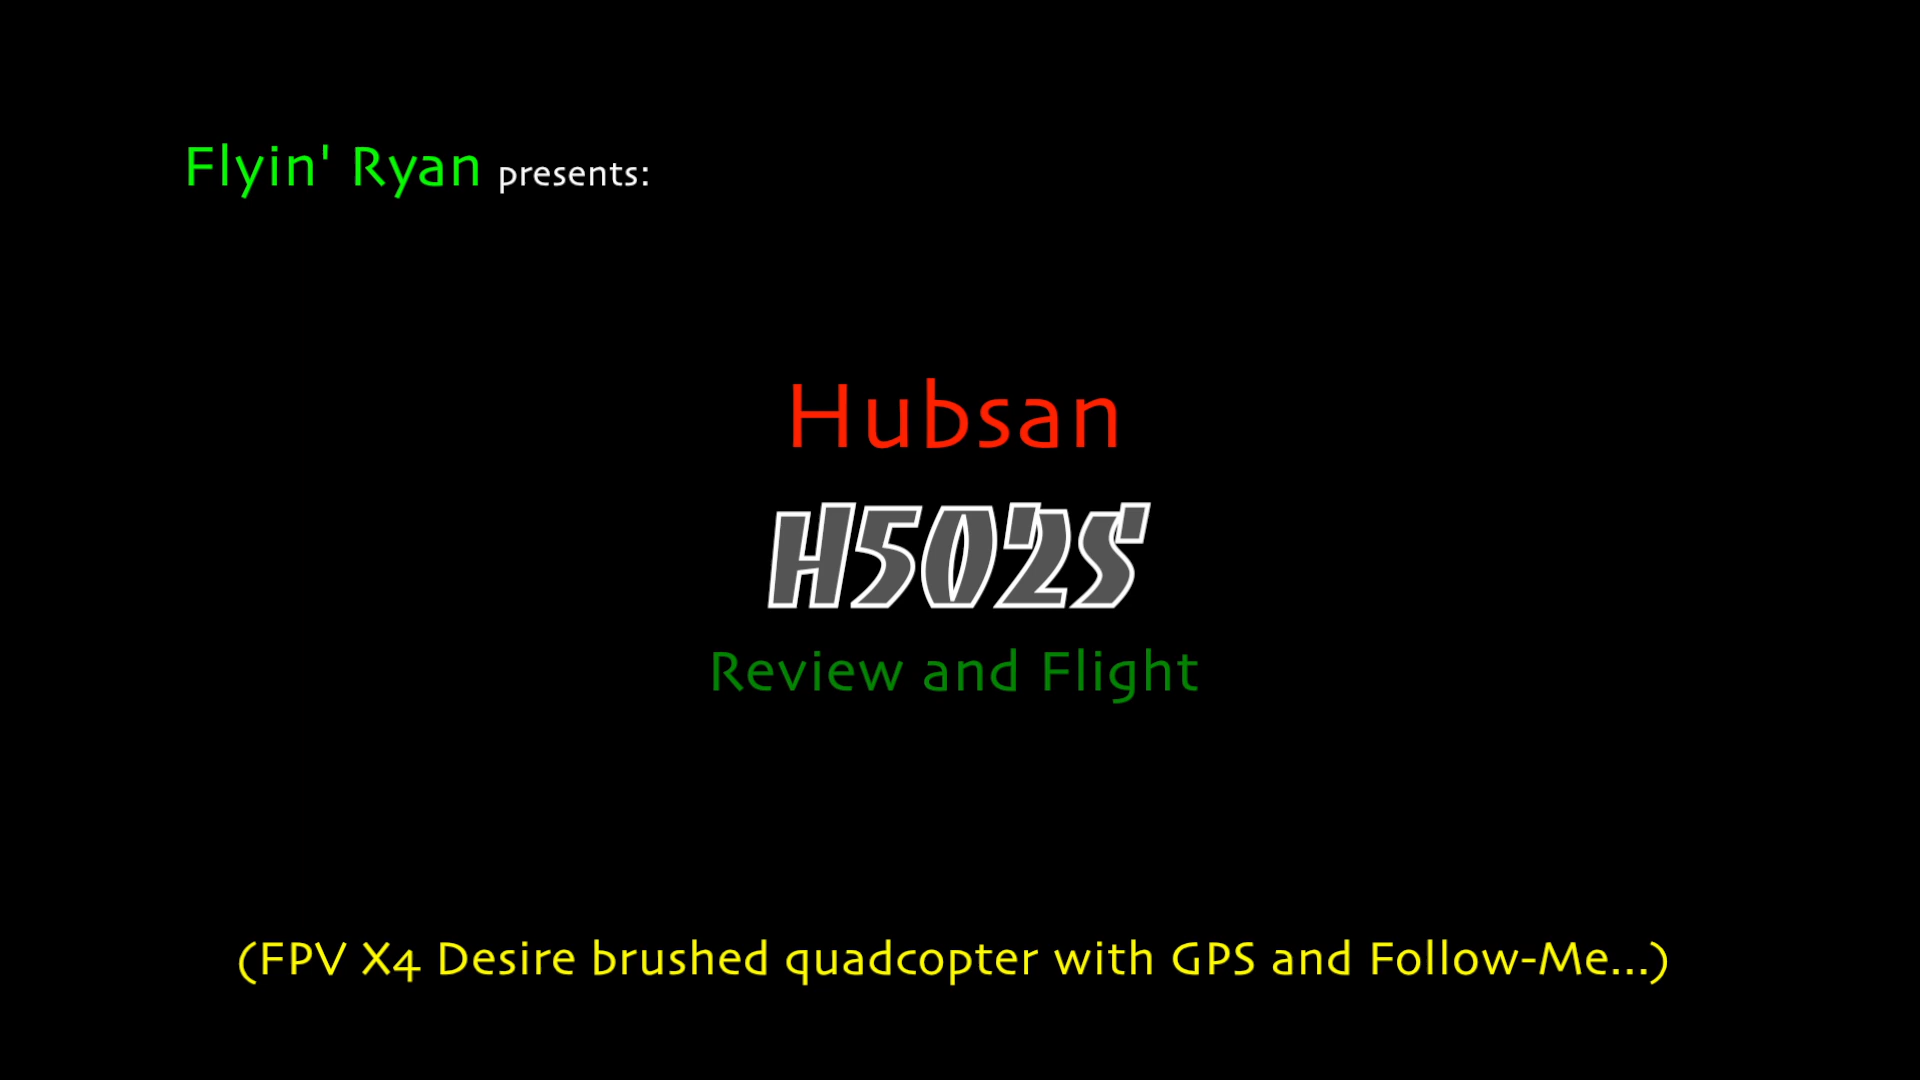 Flyin' Ryan presents:
Hubsan
H502S
Review and Flight
(FPV X4 Desire brushed quadcopter with GPS and Follow-Me...)